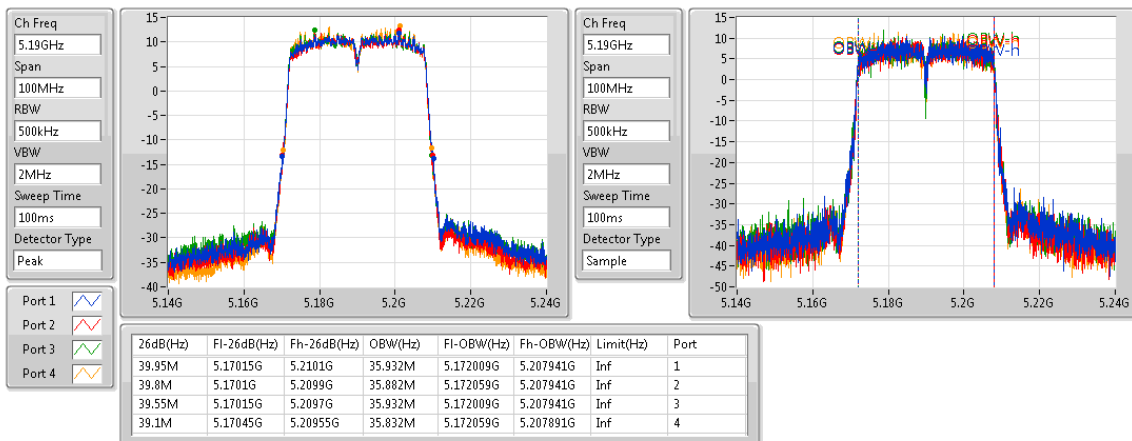 Ch Freq
5.19GHz
Span
100MHz
RBW
500kHz
VBW
2MHz
Sweep Time
100ms
Detector Type
Peak
15
10
5
0
-5
-10
-15
-20
-25
-30
-35
-40
5.14G 5.16G 5.18G 5.2G 5.22G 5.24G
Ch Freq
5.19GHz
Span
100MHz
RBW
500kHz
VBW
2MHz
Sweep Time
100ms
Detector Type
Sample
15
10
5
0
-5
-10
-15
-20
-25
-30
-35
-40
-45
-50
5.14G 5.16G 5.18G 5.2G 5.22G 5.24G
Port 1
Port 2
Port 3
Port 4
26dB(Hz) Fl-26dB(Hz) Fh-26dB(Hz) OBW(Hz) Fl-OBW(Hz) Fh-OBW(Hz) Limit(Hz) Port
39.95M 5.17015G 5.2101G 35.932M 5.172009G 5.207941G Inf 1
39.8M 5.1701G 5.2099G 35.882M 5.172059G 5.207941G Inf 2
39.55M 5.17015G 5.2097G 35.932M 5.172009G 5.207941G Inf 3
39.1M 5.17045G 5.20955G 35.832M 5.172059G 5.207891G Inf 4